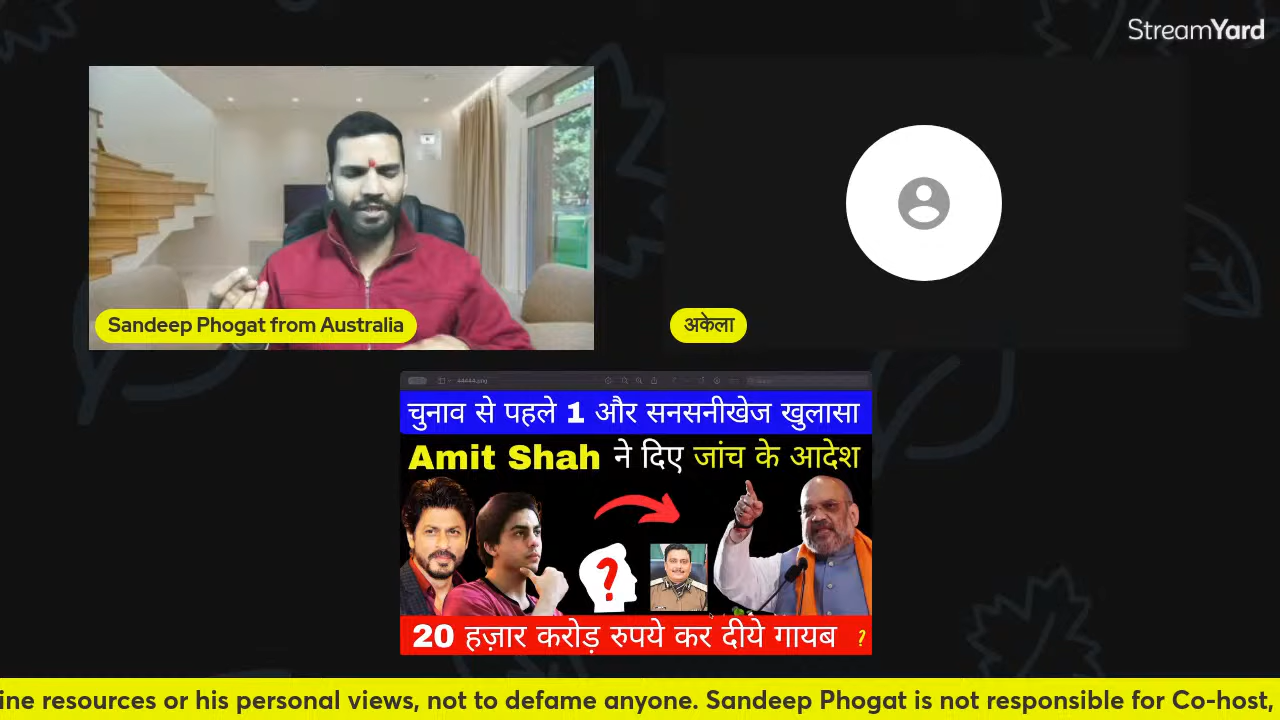 StreamYard
Sandeep Phogat from Australia
अकेला
चुनाव से पहले 1 और सनसनीखेज खुलासा
Amit Shah ने दिए जांच के आदेश
?
20 हज़ार करोड़ रुपये कर दीये गायब ?
ine resources or his personal views, not to defame anyone. Sandeep Phogat is not responsible for Co-host,